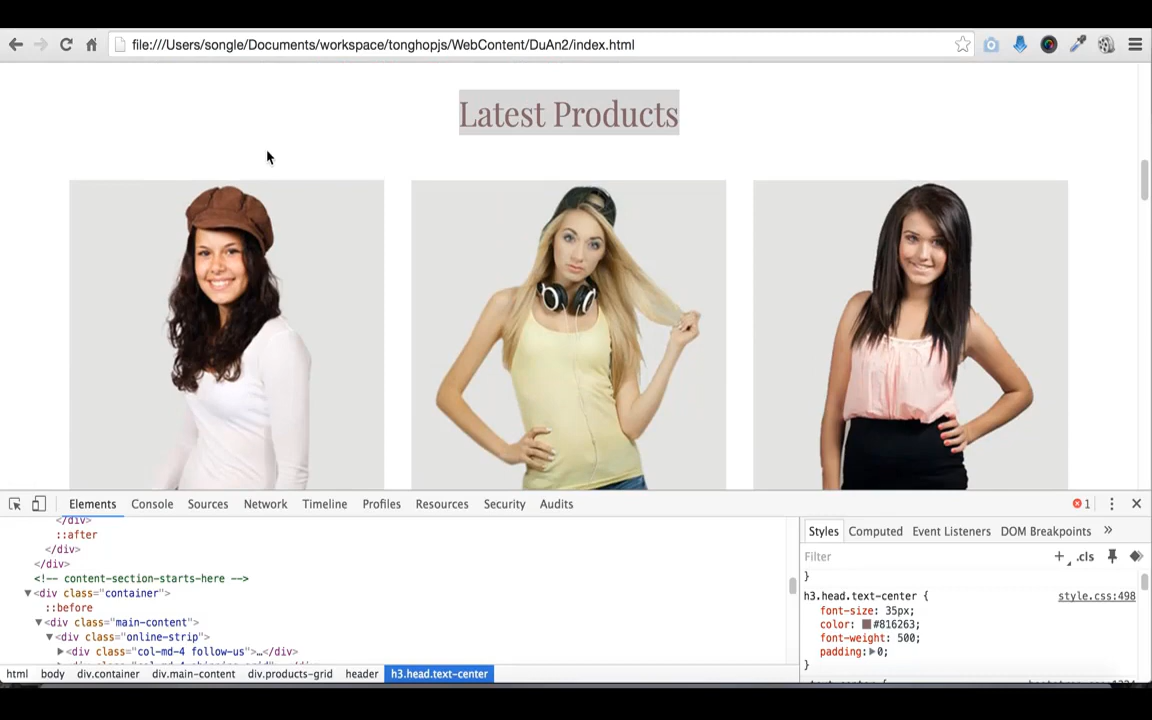 file:///Users/songle/Documents/workspace/tonghopjs/WebContent/DuAn2/index.html
Latest Products
Elements Console Sources Network Timeline Profiles Resources Security Audits 1
</div>
::after
</div>
</div>
<!-- content-section-starts-here -->
<div class="container">
::before
<div class="main-content">
<div class="online-strip">
<div class="col-md-4 follow-us">…</div>
html body div.container div.main-content div.products-grid header h3.head.text-center
Styles Computed Event Listeners DOM Breakpoints »
Filter + .cls
}
h3.head.text-center { style.css:498
font-size: 35px;
color: #816263;
font-weight: 500;
padding: 0;
}